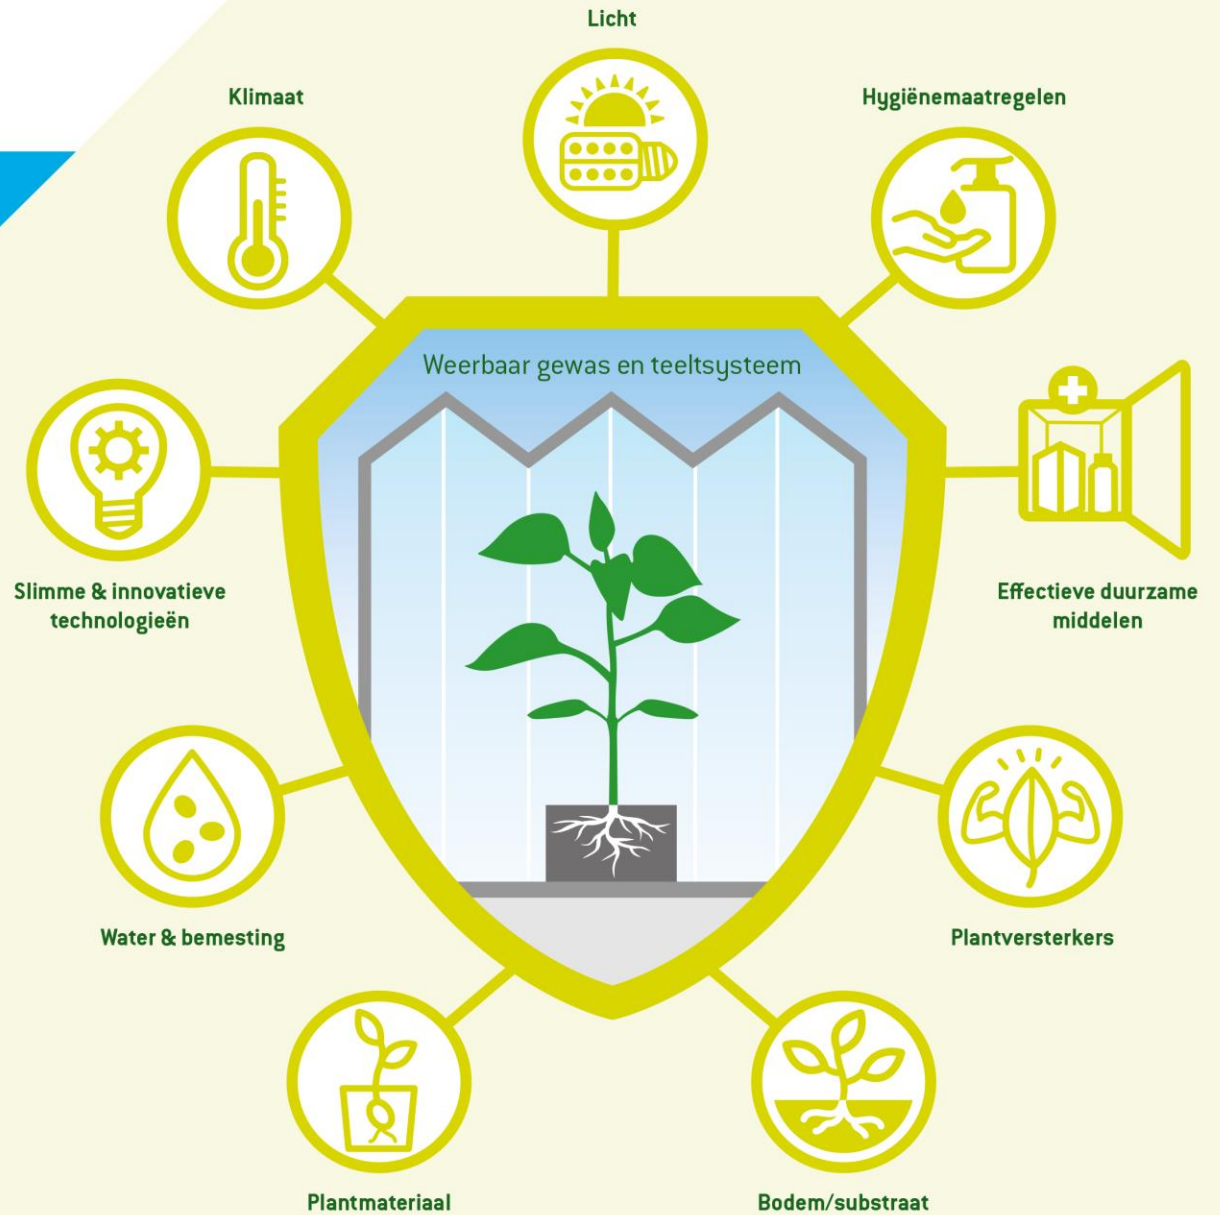 Licht
Klimaat
Hygiënemaatregelen
Weerbaar gewas en teeltsysteem
Slimme & innovatieve
technologieën
Effectieve duurzame
middelen
Water & bemesting
Plantversterkers
Plantmateriaal
Bodem/substraat